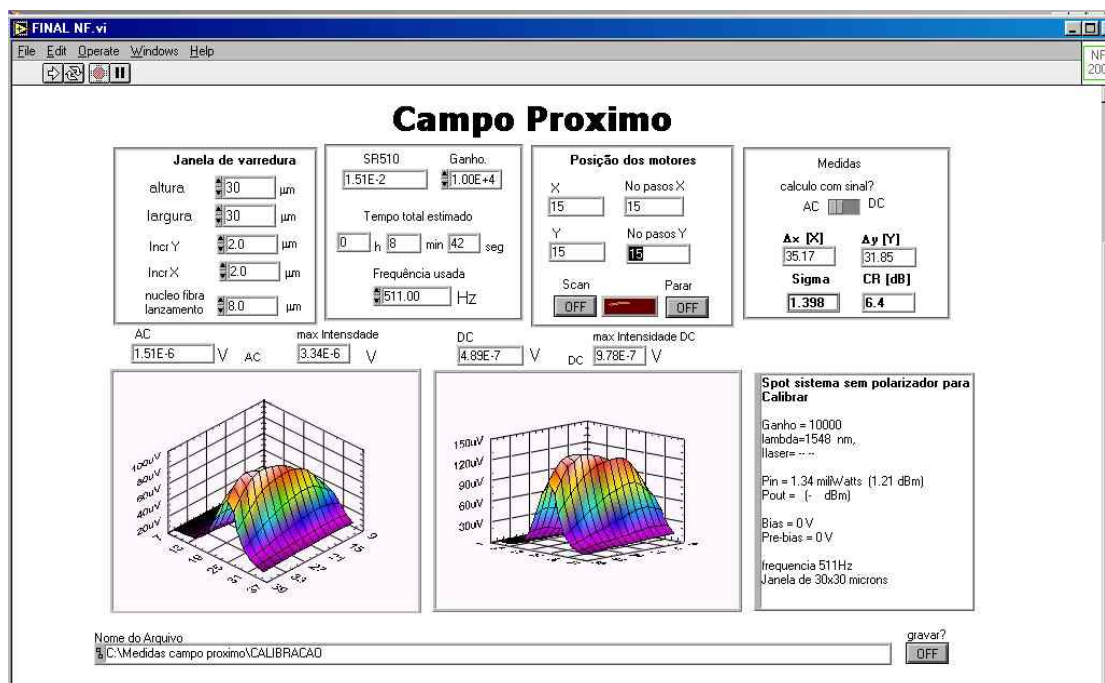 FINAL NF.vi
File Edit Operate Windows Help
NF
200
Campo Proximo
Janela de varredura
altura 30 µm
largura 30 µm
Incr Y 2.0 µm
Incr X 2.0 µm
nucleo fibra
lanzamento 8.0 µm
SR510 Ganho.
1.51E-2 1.00E+4
Tempo total estimado
0 h 8 min 42 seg
Frequência usada
511.00 Hz
Posição dos motores
X No pasos X
15 15
Y No pasos Y
15 15
Scan Parar
OFF OFF
Medidas
calculo com sinal?
AC DC
Δx [X] Δy [Y]
35.17 31.85
Sigma CR [dB]
1.398 6.4
AC max Intensdade
1.51E-6 V AC 3.34E-6 V
DC max Intensidade DC
4.89E-7 V DC 9.78E-7 V
100uV
80uV
60uV
40uV
20uV
150uV
120uV
90uV
60uV
30uV
Spot sistema sem polarizador para
Calibrar
Ganho = 10000
lambda=1548 nm,
Ilaser= -- --
Pin = 1.34 miliWatts (1.21 dBm)
Pout = (- dBm)
Bias = 0 V
Pre-bias = 0 V
frequencia 511Hz
Janela de 30x30 microns
Nome do Arquivo
C:\Medidas campo proximo\CALIBRACAO
gravar?
OFF